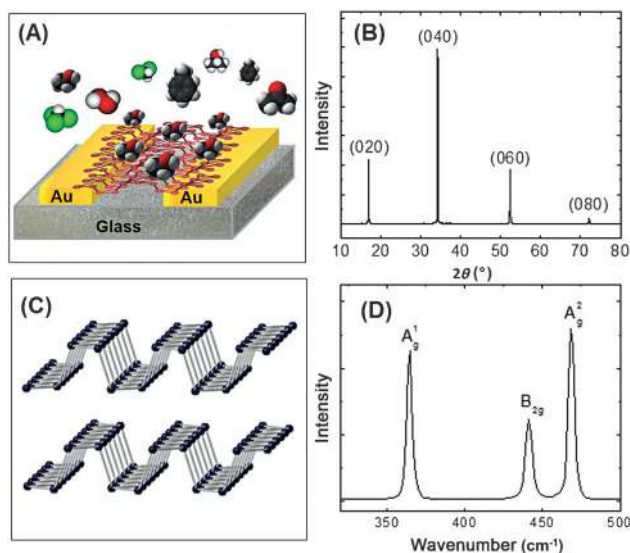 (A)
Au
Au
Glass
(B)
(040)
(020)
(060)
(080)
Intensity
10 20 30 40 50 60 70 80
2θ (°)
(C)
(D)
A¹g
B2g
A²g
Intensity
350 400 450 500
Wavenumber (cm⁻¹)